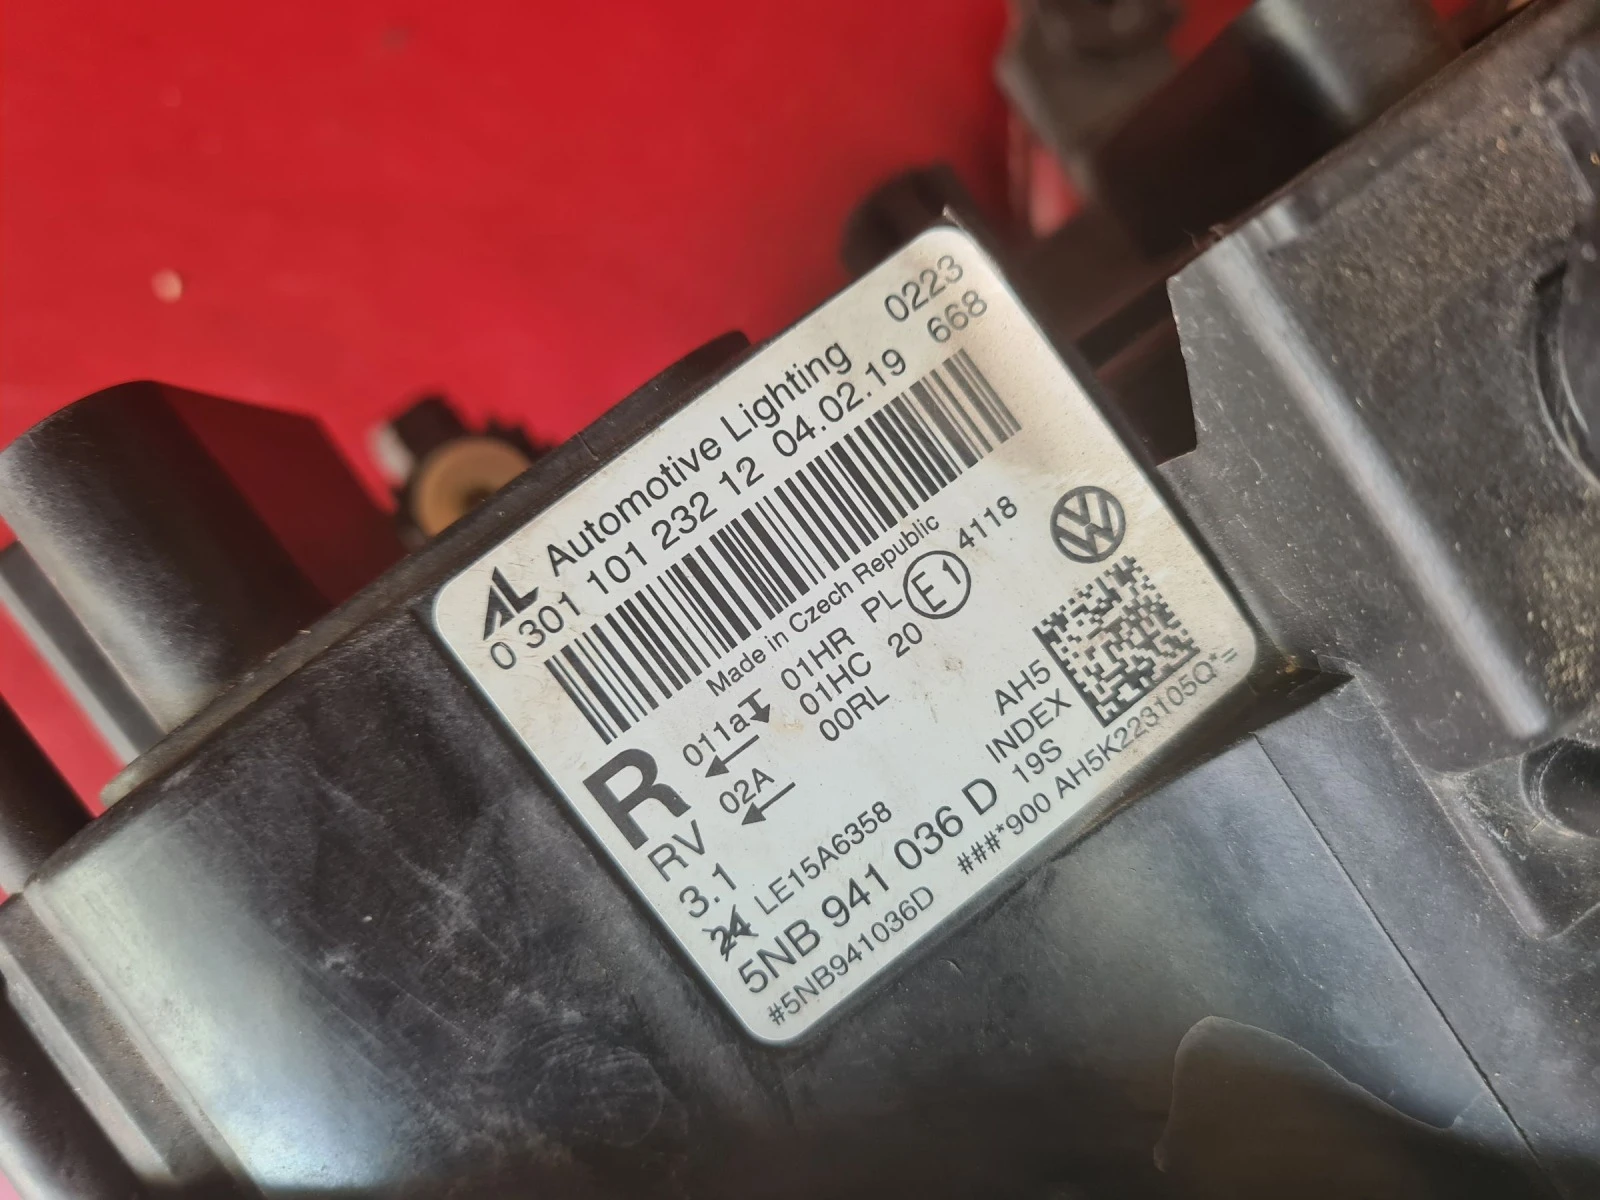 AL Automotive Lighting 0223
0 301 101 232 12 04.02.19 668
Made in Czech Republic
R 011a 01HR PL E1 4118
01HC 20
RV 02A 00RL
3.1
24 LE15A6358
AH5
INDEX
5NB 941 036 D 19S
#5NB941036D ###*900 AH5K223105Q*=